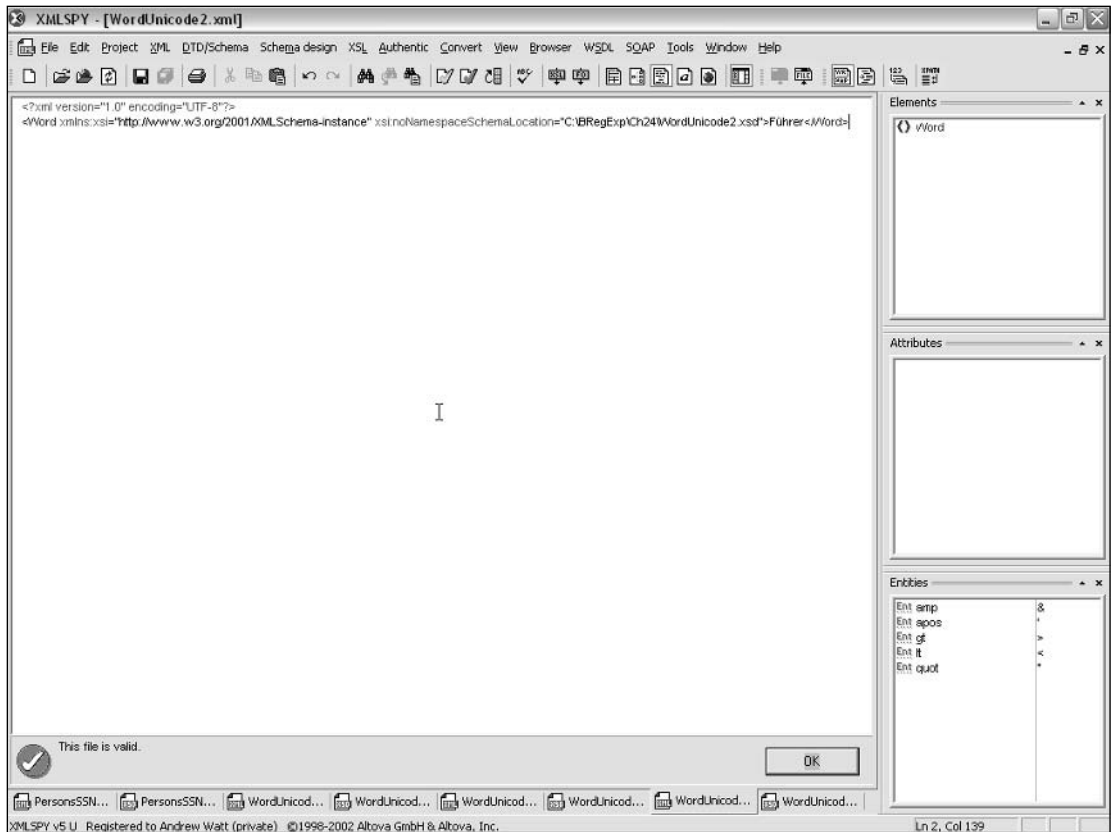 XMLSPY - [WordUnicode2.xml]
File Edit Project XML DTD/Schema Schema design XSL Authentic Convert View Browser WSDL SOAP Tools Window Help
<?xml version="1.0" encoding="UTF-8"?>
<Word xmlns:xsi="http://www.w3.org/2001/XMLSchema-instance" xsi:noNamespaceSchemaLocation="C:\BRegExp\Ch24\WordUnicode2.xsd">Führer</Word>
Elements
Word
Attributes
Entities
Ent amp &
Ent apos '
Ent gt >
Ent lt <
Ent quot "
This file is valid.
OK
PersonsSSN... PersonsSSN... WordUnicod... WordUnicod... WordUnicod... WordUnicod... WordUnicod... WordUnicod...
XMLSPY v5 U Registered to Andrew Watt (private) ©1998-2002 Altova GmbH & Altova, Inc. Ln 2, Col 139